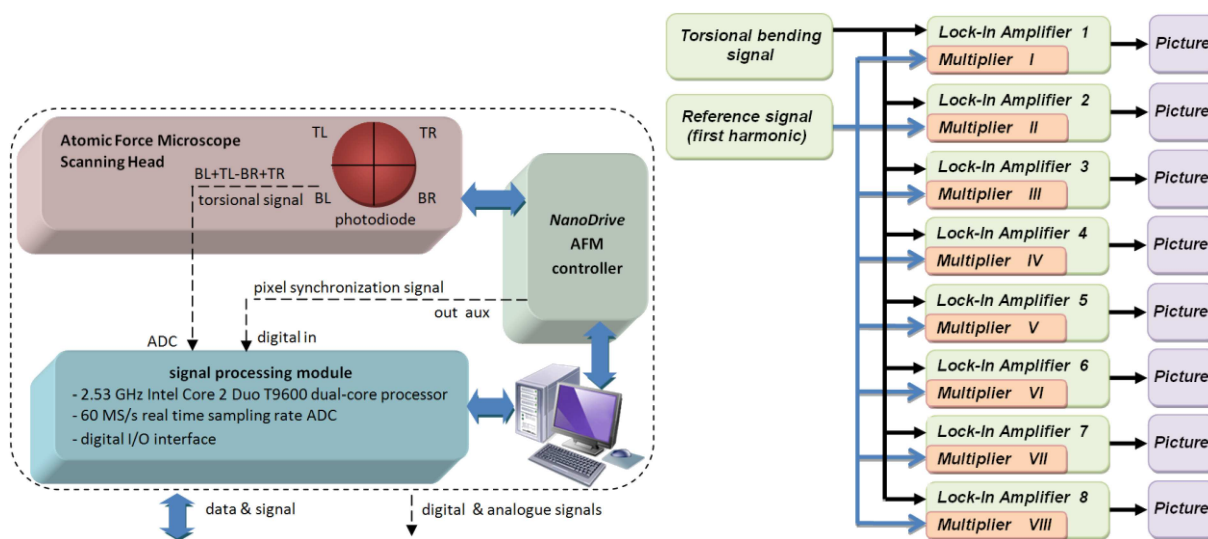 Atomic Force Microscope
Scanning Head
TL
TR
BL+TL-BR+TR
torsional signal
BL
BR
photodiode
NanoDrive
AFM
controller
pixel synchronization signal
out aux
ADC
digital in
signal processing module
- 2.53 GHz Intel Core 2 Duo T9600 dual-core processor
- 60 MS/s real time sampling rate ADC
- digital I/O interface
data & signal
digital & analogue signals
Torsional bending
signal
Reference signal
(first harmonic)
Lock-In Amplifier 1
Multiplier I
Picture
Lock-In Amplifier 2
Multiplier II
Picture
Lock-In Amplifier 3
Multiplier III
Picture
Lock-In Amplifier 4
Multiplier IV
Picture
Lock-In Amplifier 5
Multiplier V
Picture
Lock-In Amplifier 6
Multiplier VI
Picture
Lock-In Amplifier 7
Multiplier VII
Picture
Lock-In Amplifier 8
Multiplier VIII
Picture